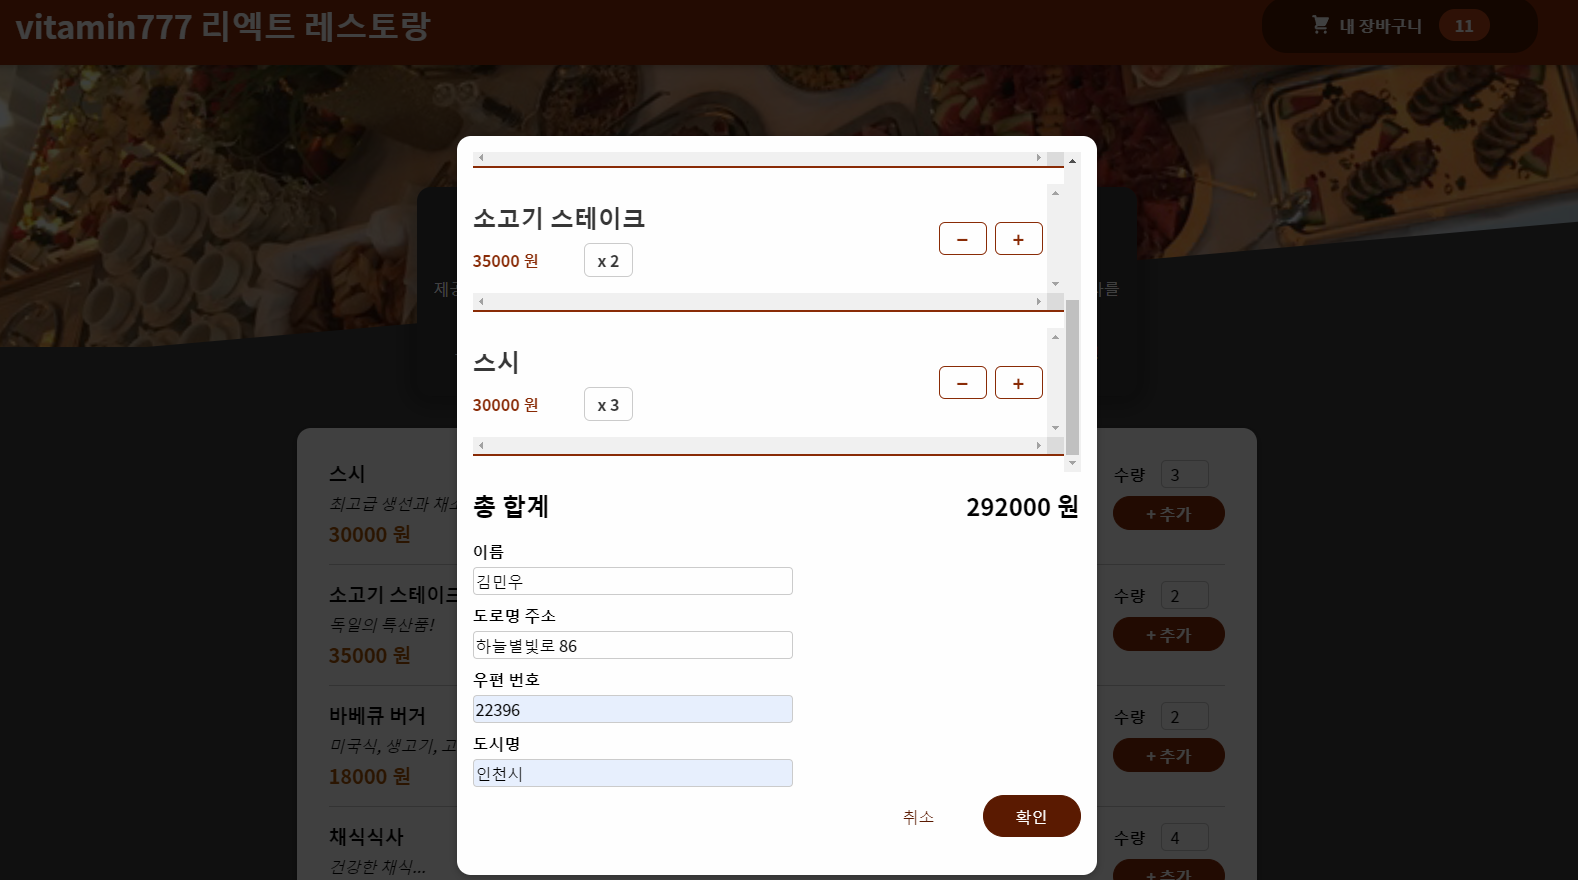 vitamin777 리엑트 레스토랑
내 장바구니 11
소고기 스테이크
35000 원
x 2
− +
스시
30000 원
x 3
− +
총 합계 292000 원
이름
김민우
도로명 주소
하늘별빛로 86
우편 번호
22396
도시명
인천시
취소 확인
스시
최고급 생선과 채소
30000 원
수량 3
+ 추가
소고기 스테이크
독일의 특산품!
35000 원
수량 2
+ 추가
바베큐 버거
미국식, 생고기, 고
18000 원
수량 2
+ 추가
채식식사
건강한 채식...
수량 4
+ 추가